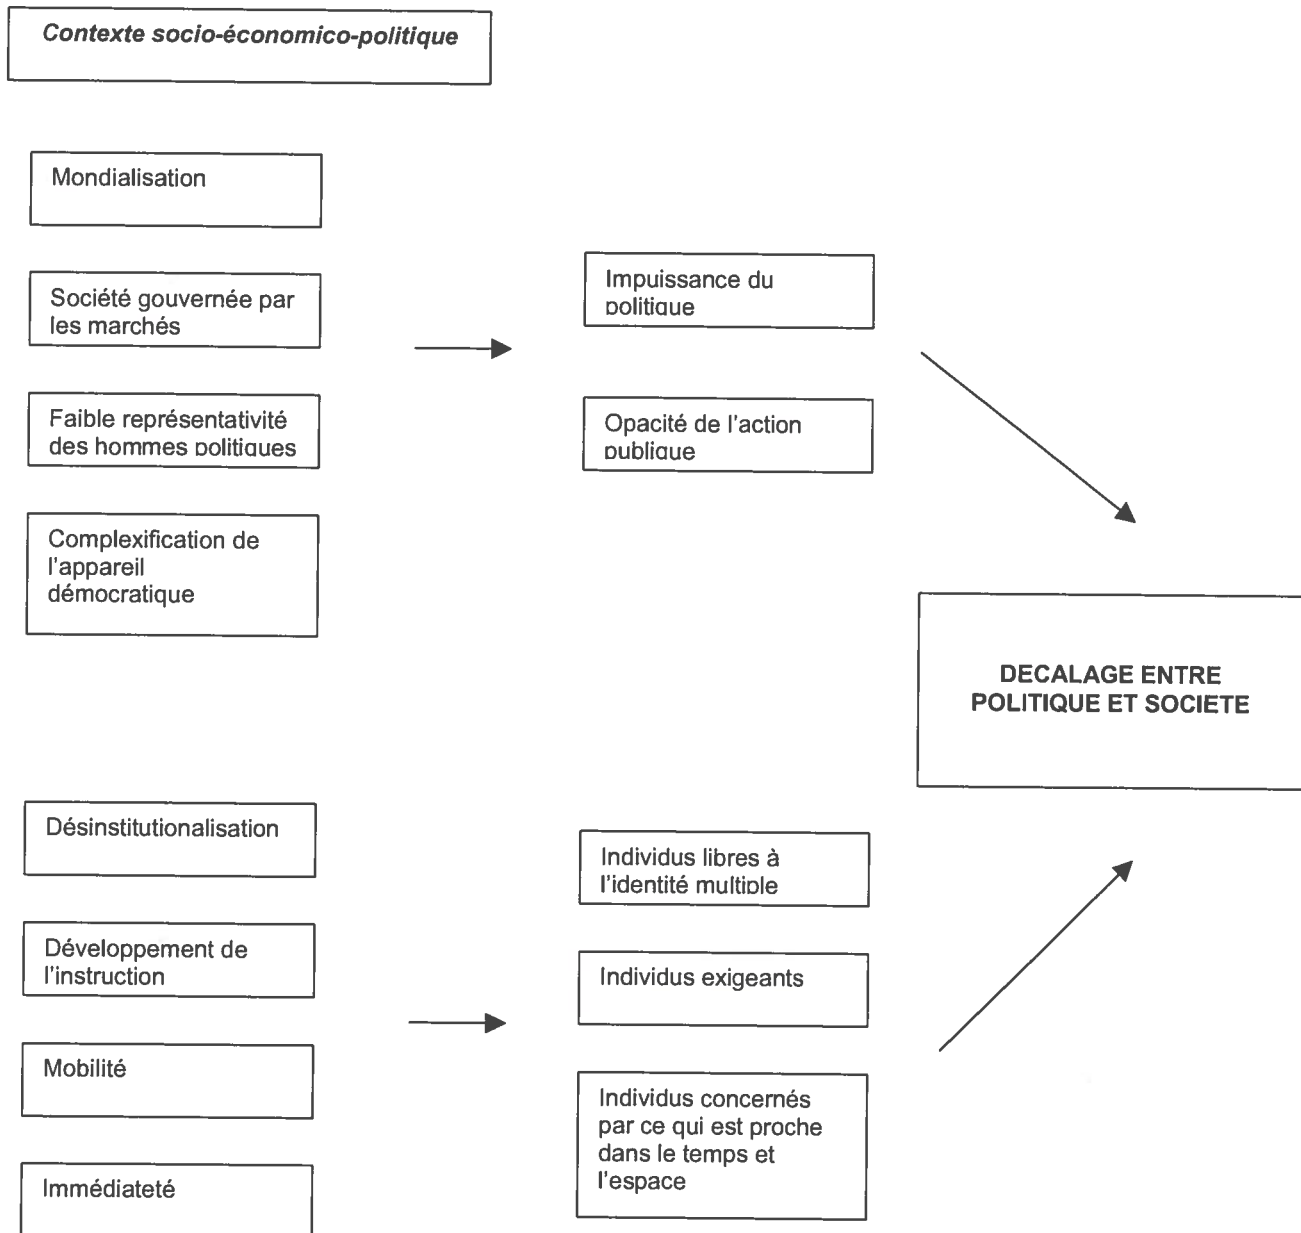 Contexte socio-économico-politique
Mondialisation
Société gouvernée par
les marchés
Faible représentativité
des hommes politiques
Complexification de
l'appareil
démocratique
Impuissance du
politique
Opacité de l'action
publique
DECALAGE ENTRE
POLITIQUE ET SOCIETE
Désinstitutionalisation
Développement de
l'instruction
Mobilité
Immédiateté
Individus libres à
l'identité multiple
Individus exigeants
Individus concernés
par ce qui est proche
dans le temps et
l'espace